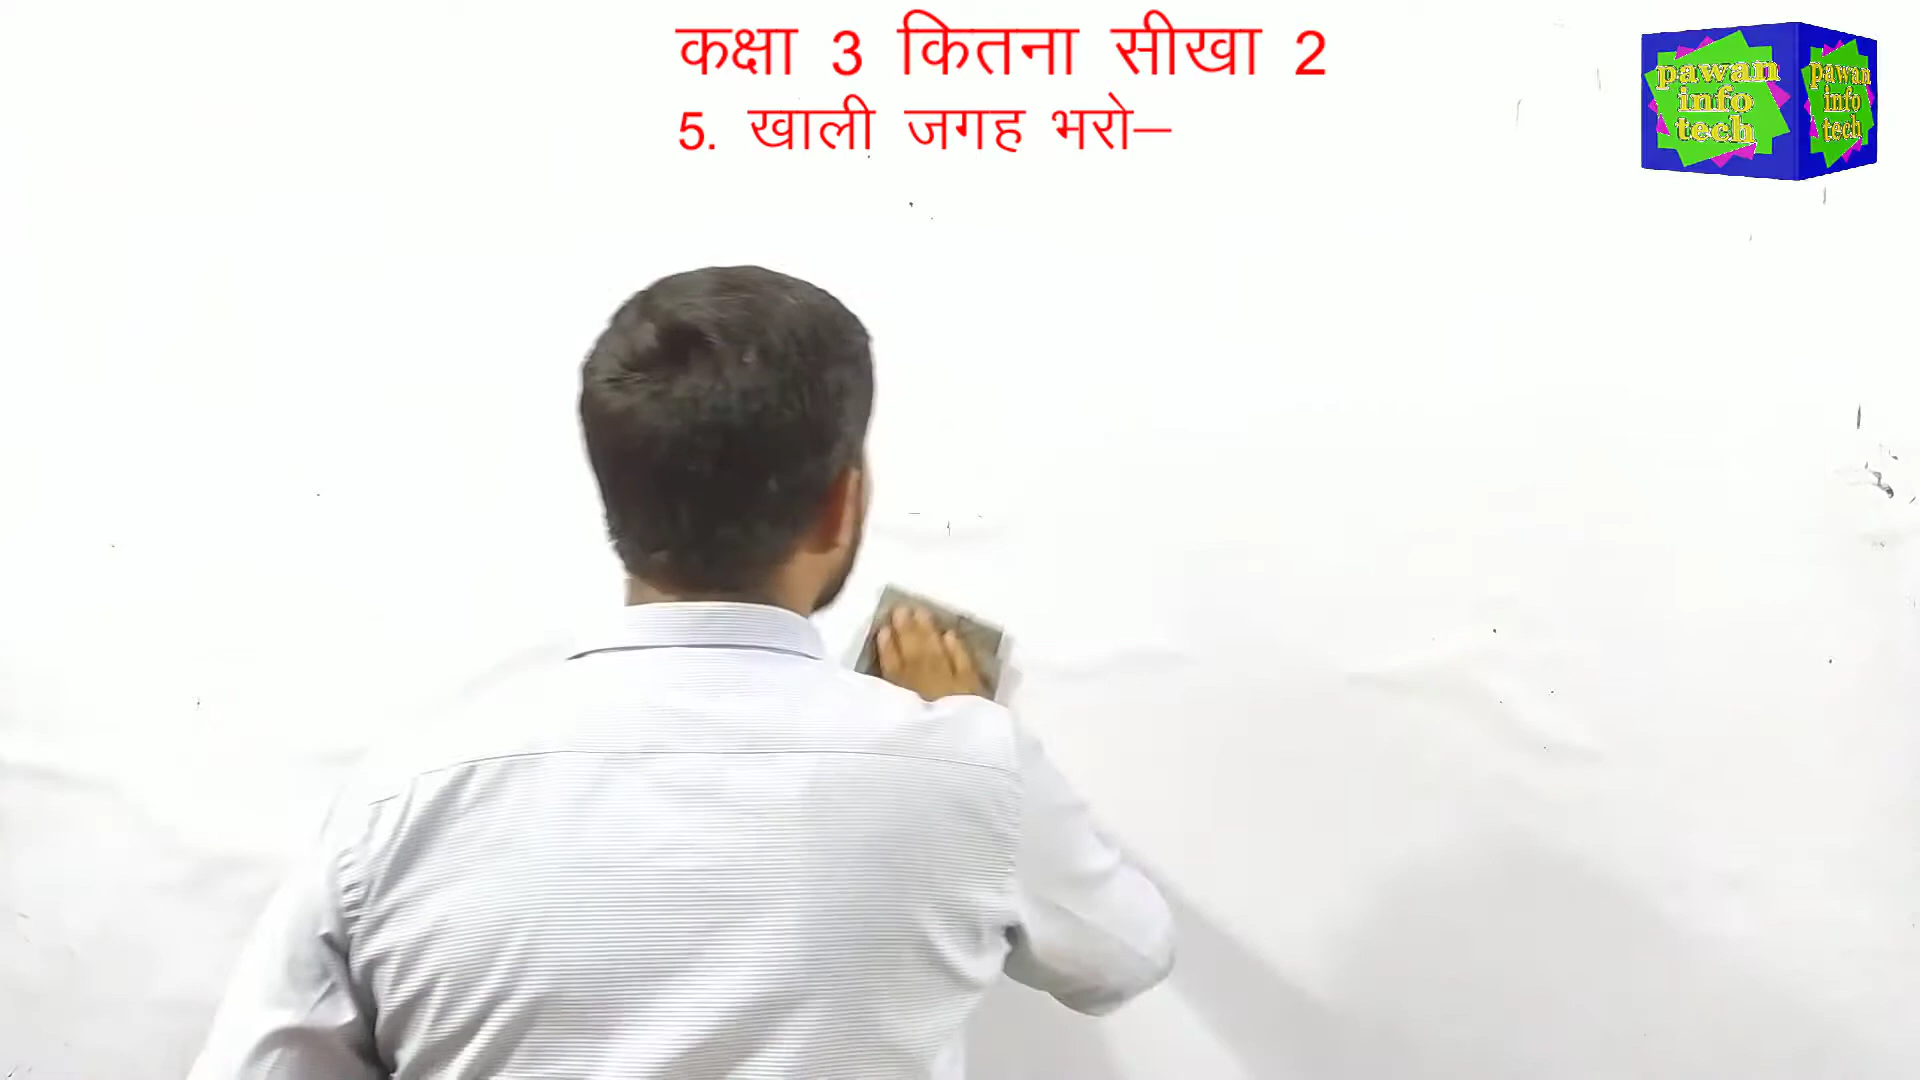 कक्षा 3 कितना सीखा 2
5. खाली जगह भरो—
pawan
info
tech
pawan
info
tech